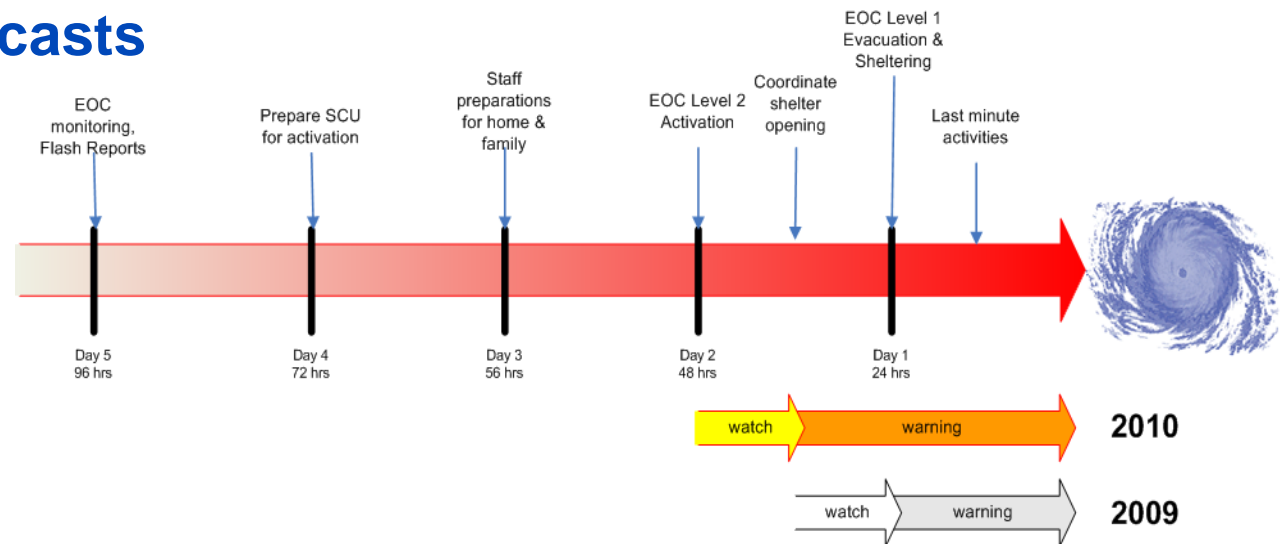 casts
EOC
monitoring,
Flash Reports
Prepare SCU
for activation
Staff
preparations
for home &
family
EOC Level 2
Activation
Coordinate
shelter
opening
EOC Level 1
Evacuation &
Sheltering
Last minute
activities
Day 5
96 hrs
Day 4
72 hrs
Day 3
56 hrs
Day 2
48 hrs
Day 1
24 hrs
watch
warning
2010
watch
warning
2009